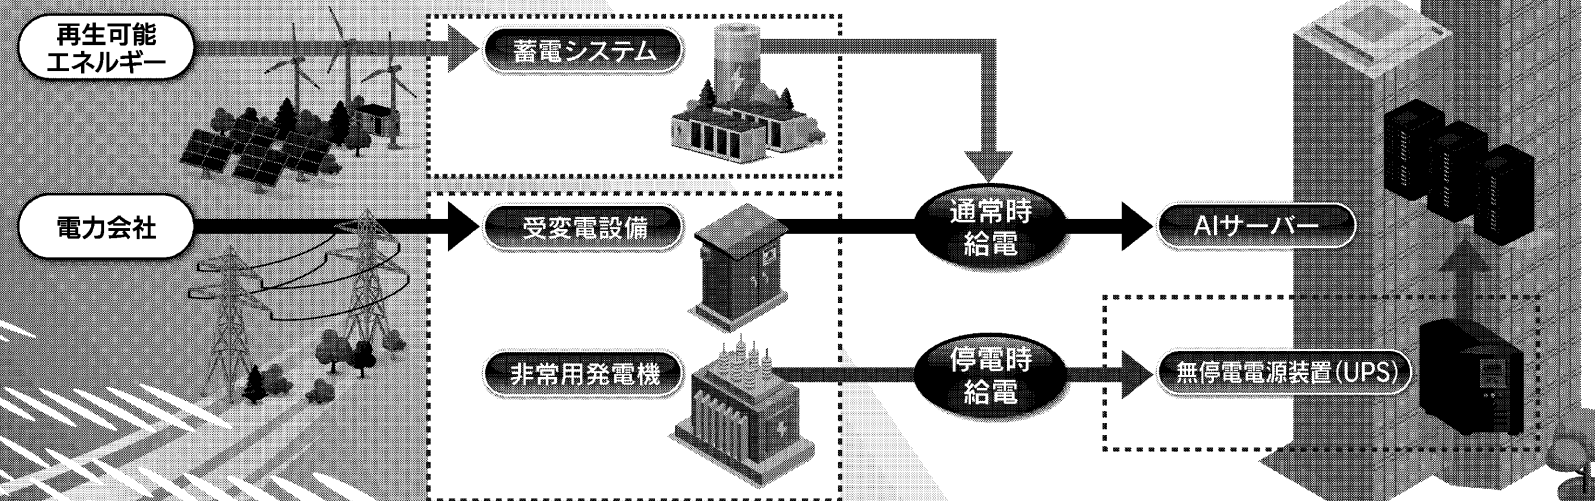 再生可能
エネルギー
蓄電システム
電力会社
受変電設備
通常時
給電
AIサーバー
非常用発電機
停電時
給電
無停電電源装置(UPS)